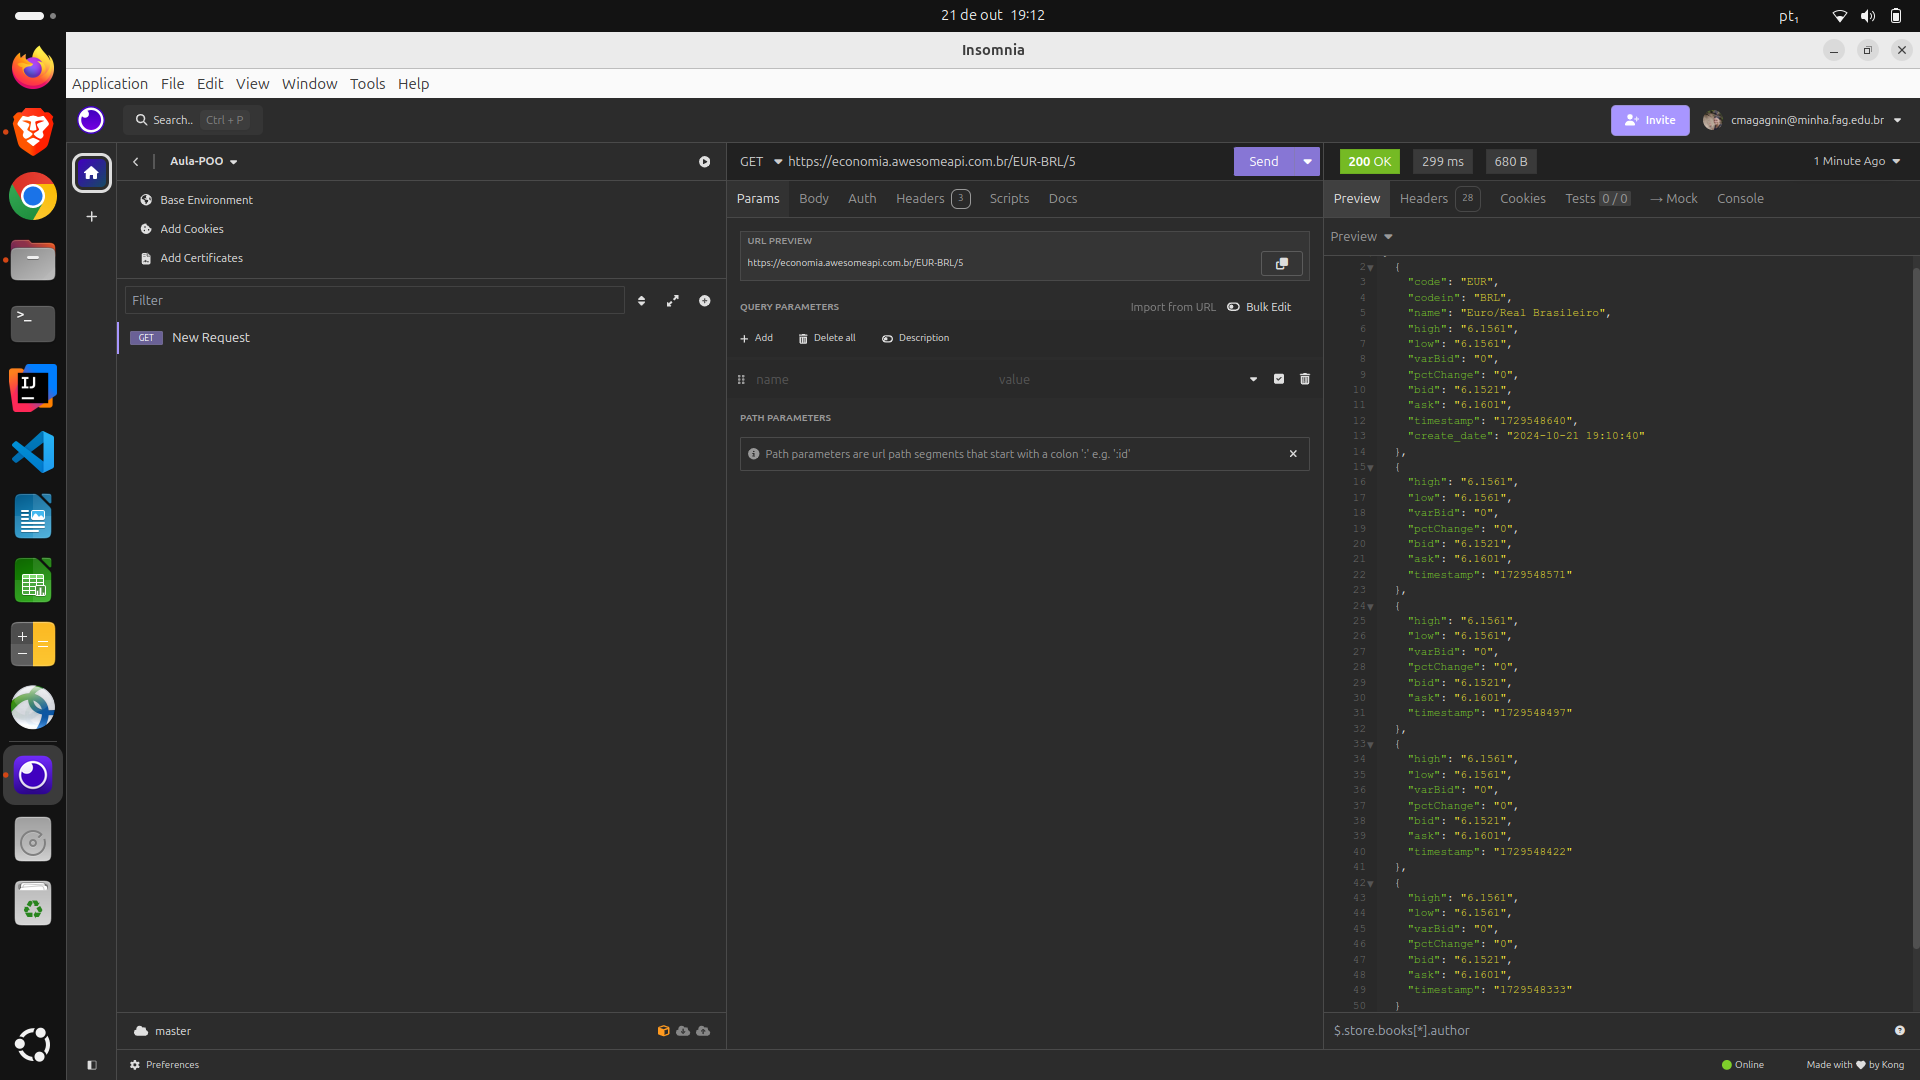 21 de out 19:12
pt₁
Insomnia
Application File Edit View Window Tools Help
Search.. Ctrl + P
Invite
cmagagnin@minha.fag.edu.br
Aula-POO
Base Environment
Add Cookies
Add Certificates
Filter
GET New Request
master
Preferences
GET https://economia.awesomeapi.com.br/EUR-BRL/5 Send
Params Body Auth Headers 3 Scripts Docs
URL PREVIEW
https://economia.awesomeapi.com.br/EUR-BRL/5
QUERY PARAMETERS Import from URL Bulk Edit
Add Delete all Description
name value
PATH PARAMETERS
Path parameters are url path segments that start with a colon ':' e.g. ':id'
200 OK 299 ms 680 B 1 Minute Ago
Preview Headers 28 Cookies Tests 0 / 0 → Mock Console
Preview
2 {
3 "code": "EUR",
4 "codein": "BRL",
5 "name": "Euro/Real Brasileiro",
6 "high": "6.1561",
7 "low": "6.1561",
8 "varBid": "0",
9 "pctChange": "0",
10 "bid": "6.1521",
11 "ask": "6.1601",
12 "timestamp": "1729548640",
13 "create_date": "2024-10-21 19:10:40"
14 },
15 {
16 "high": "6.1561",
17 "low": "6.1561",
18 "varBid": "0",
19 "pctChange": "0",
20 "bid": "6.1521",
21 "ask": "6.1601",
22 "timestamp": "1729548571"
23 },
24 {
25 "high": "6.1561",
26 "low": "6.1561",
27 "varBid": "0",
28 "pctChange": "0",
29 "bid": "6.1521",
30 "ask": "6.1601",
31 "timestamp": "1729548497"
32 },
33 {
34 "high": "6.1561",
35 "low": "6.1561",
36 "varBid": "0",
37 "pctChange": "0",
38 "bid": "6.1521",
39 "ask": "6.1601",
40 "timestamp": "1729548422"
41 },
42 {
43 "high": "6.1561",
44 "low": "6.1561",
45 "varBid": "0",
46 "pctChange": "0",
47 "bid": "6.1521",
48 "ask": "6.1601",
49 "timestamp": "1729548333"
50 }
$.store.books[*].author
Online
Made with ♥ by Kong